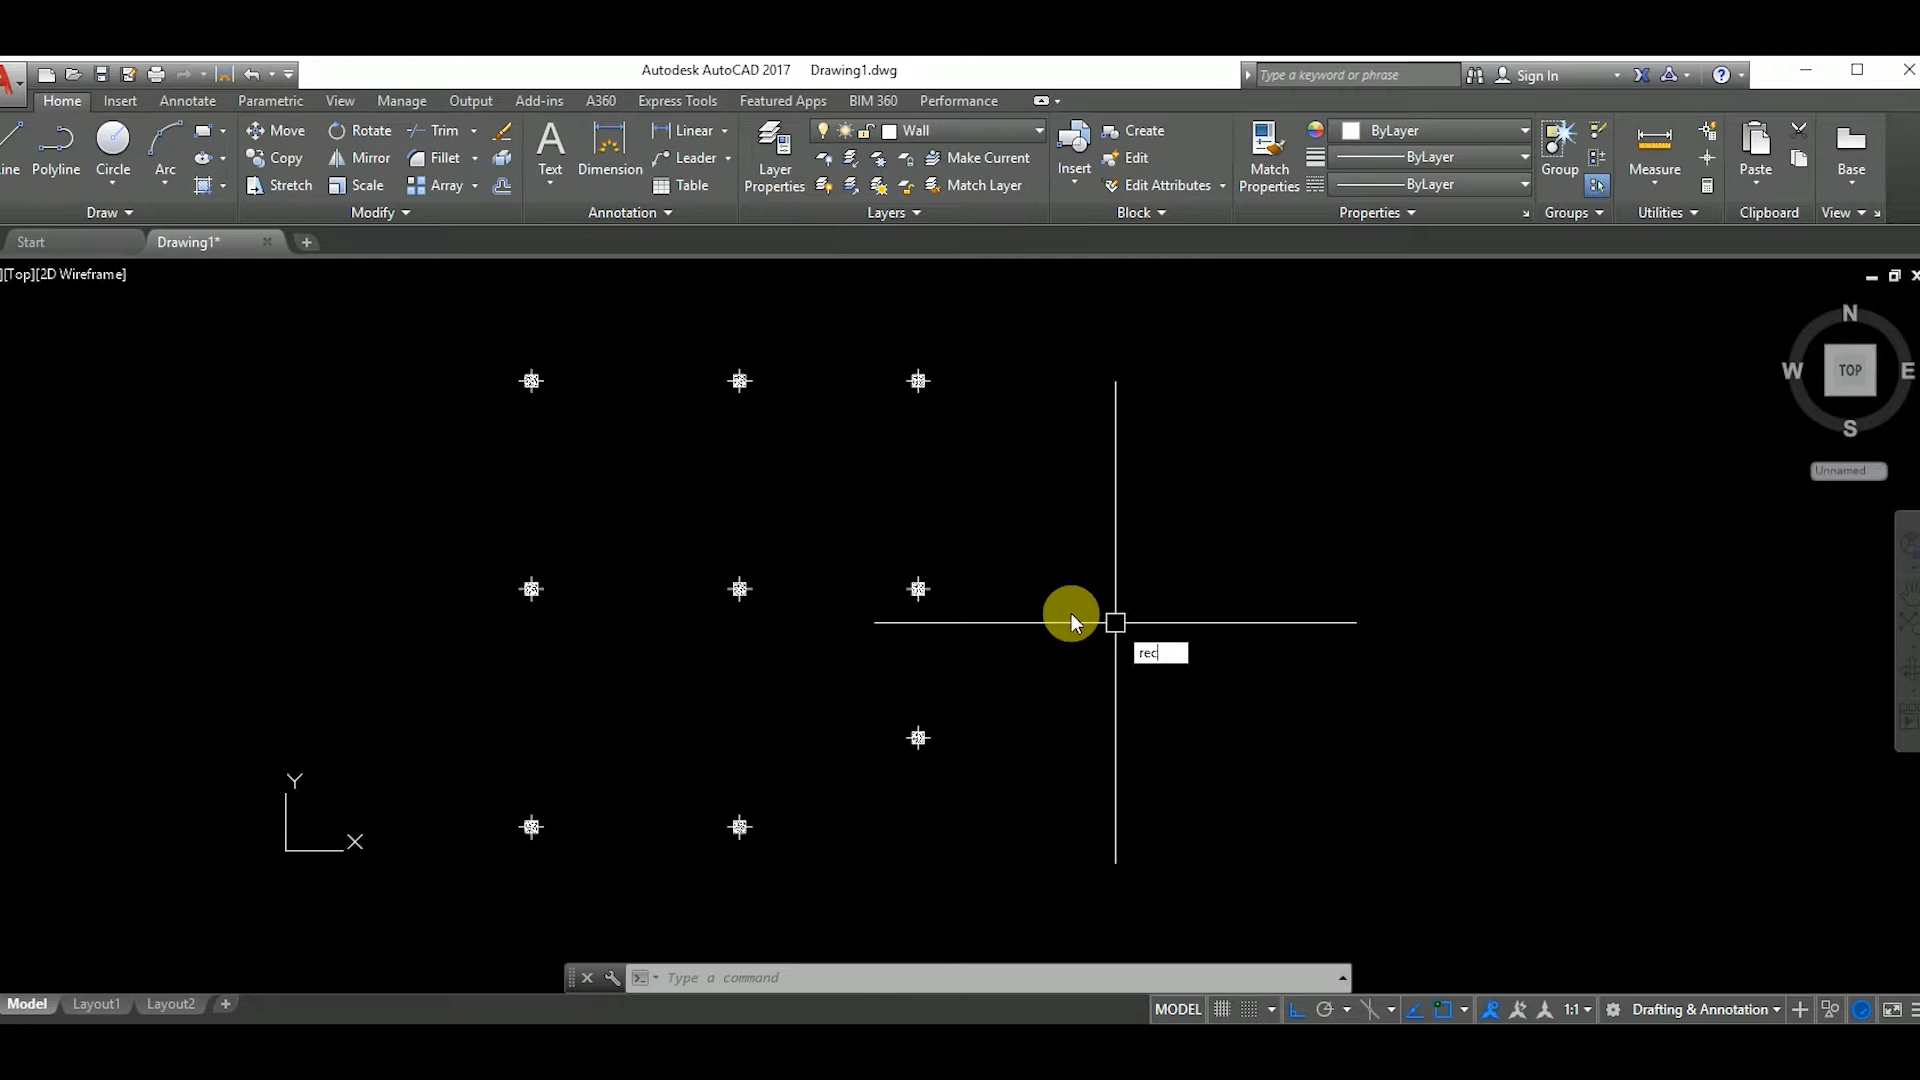 Autodesk AutoCAD 2017 Drawing1.dwg
Type a keyword or phrase
Sign In
Home Insert Annotate Parametric View Manage Output Add-ins A360 Express Tools Featured Apps BIM 360 Performance
Move Rotate Trim
Copy Mirror Fillet
Stretch Scale Array
Polyline Circle Arc
Text Dimension
Linear
Leader
Table
Layer
Properties
Wall
Make Current
Match Layer
Insert
Create
Edit
Edit Attributes
Match
Properties
ByLayer
ByLayer
ByLayer
Group
Measure
Paste
Base
Draw Modify Annotation Layers Block Properties Groups Utilities Clipboard View
Start Drawing1*
][Top][2D Wireframe]
N
W TOP E
S
Unnamed
rec
Y
X
Type a command
Model Layout1 Layout2
MODEL 1:1 Drafting & Annotation